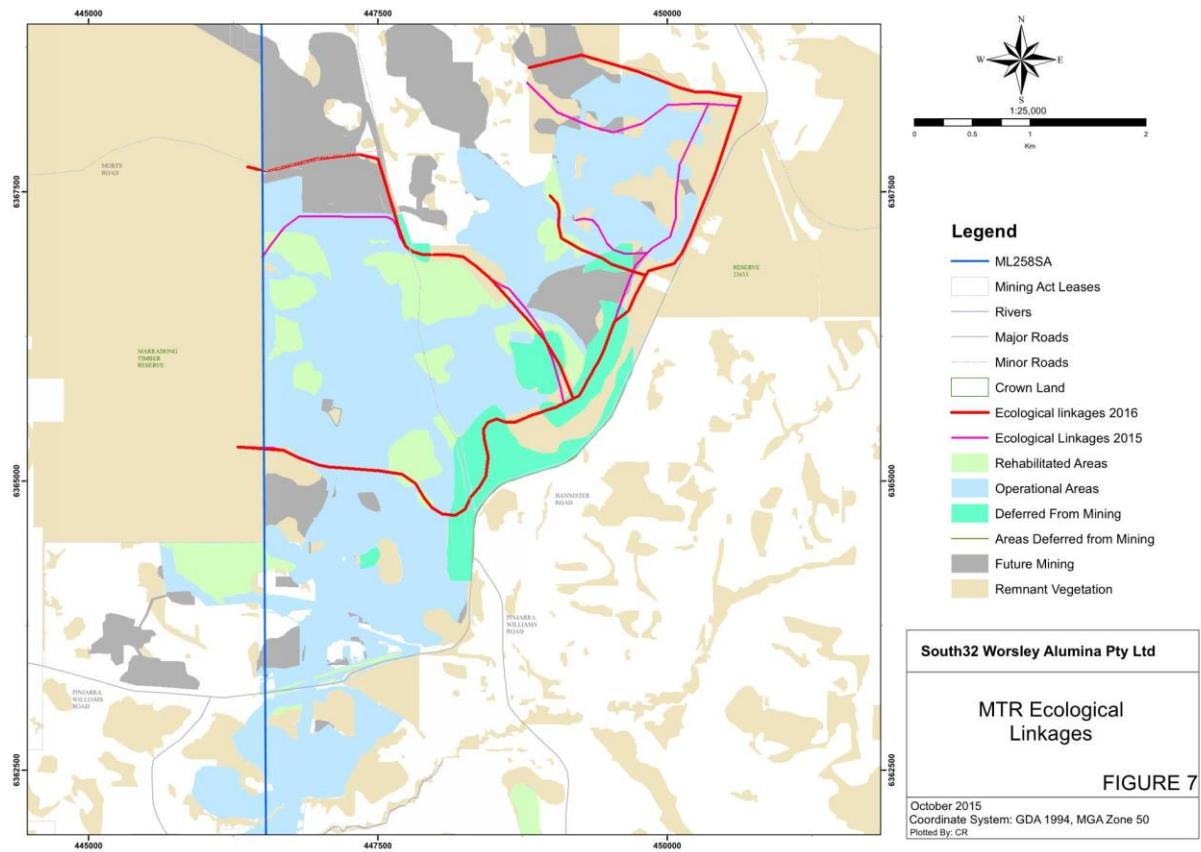 445000
447500
450000
6367500
6367500
6365000
6365000
6362500
6362500
445000
447500
450000
MORTS
ROAD
MARRADONG
TIMBER
RESERVE
RESERVE
BANNISTER
ROAD
PINJARRA
WILLIAMS
ROAD
PINJARRA
WILLIAMS
ROAD
N
W
E
S
1:25,000
0
0.5
1
2
Km
Legend
ML258SA
Mining Act Leases
Rivers
Major Roads
Minor Roads
Crown Land
Ecological linkages 2016
Ecological Linkages 2015
Rehabilitated Areas
Operational Areas
Deferred From Mining
Areas Deferred from Mining
Future Mining
Remnant Vegetation
South32 Worsley Alumina Pty Ltd
MTR Ecological
Linkages
FIGURE 7
October 2015
Coordinate System: GDA 1994, MGA Zone 50
Plotted By: CR